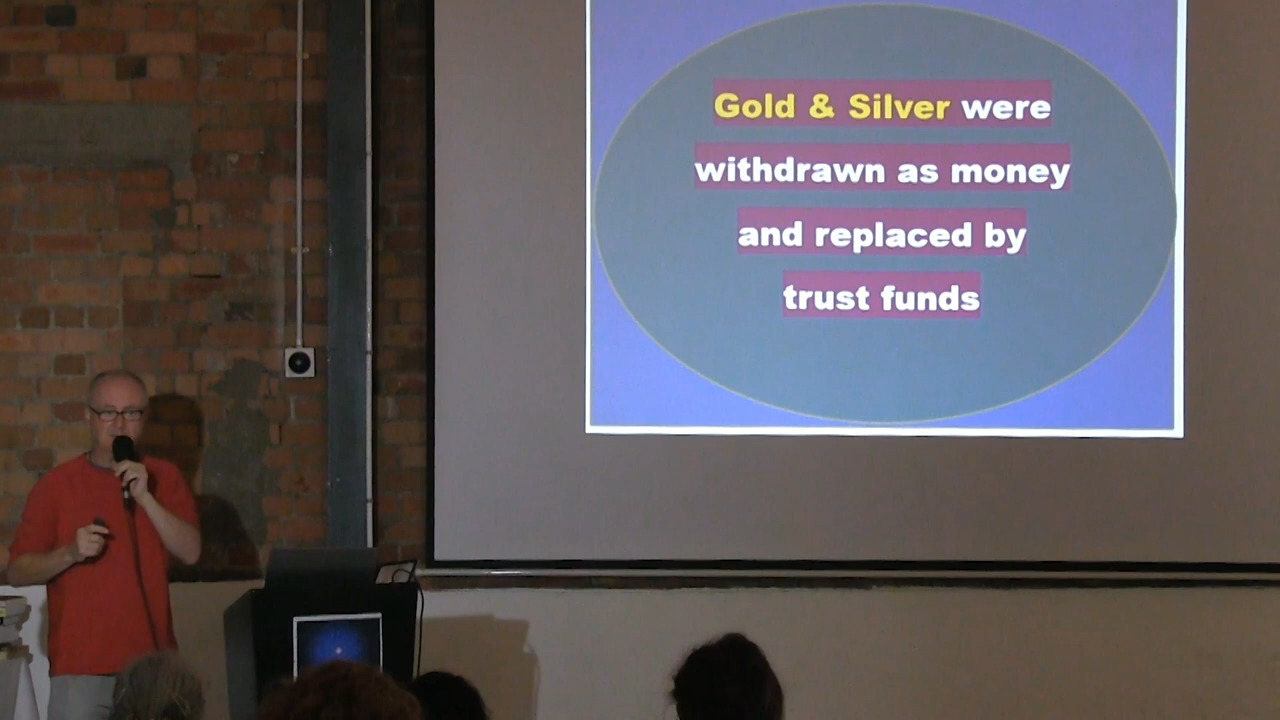 Gold & Silver were
withdrawn as money
and replaced by
trust funds